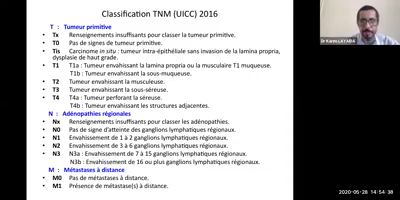 Classification TNM (UICC) 2016
T : Tumeur primitive
• Tx Renseignements insuffisants pour classer la tumeur primitive.
• T0 Pas de signes de tumeur primitive.
• Tis Carcinome in situ : tumeur intra-épithéliale sans invasion de la lamina propria,
dysplasie de haut grade.
• T1 T1a : Tumeur envahissant la lamina propria ou la musculaire T1 muqueuse.
T1b : Tumeur envahissant la sous-muqueuse.
• T2 Tumeur envahissant la musculeuse.
• T3 Tumeur envahissant la sous-séreuse.
• T4 T4a : Tumeur perforant la séreuse.
T4b : Tumeur envahissant les structures adjacentes.
N : Adénopathies régionales
• Nx Renseignements insuffisants pour classer les adénopathies.
• N0 Pas de signe d'atteinte des ganglions lymphatiques régionaux.
• N1 Envahissement de 1 à 2 ganglions lymphatiques régionaux.
• N2 Envahissement de 3 à 6 ganglions lymphatiques régionaux.
• N3 N3a : Envahissement de 7 à 15 ganglions lymphatiques régionaux.
N3b : Envahissement de 16 ou plus ganglions lymphatiques régionaux.
M : Métastases à distance
• M0 Pas de métastases à distance.
• M1 Présence de métastase(s) à distance.
2020-05-28 14:54:38